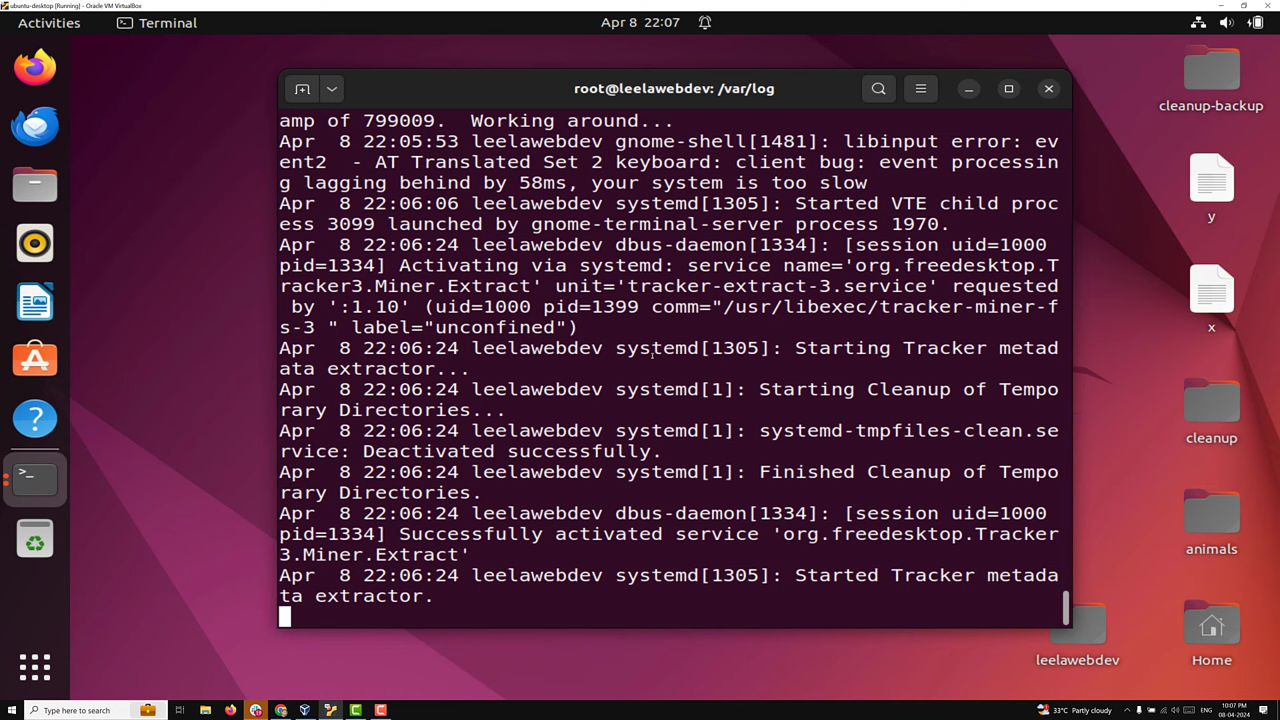 ubuntu-desktop [Running] - Oracle VM VirtualBox
Activities
Terminal
Apr 8 22:07
root@leelawebdev: /var/log
amp of 799009.  Working around...
Apr  8 22:05:53 leelawebdev gnome-shell[1481]: libinput error: ev
ent2  - AT Translated Set 2 keyboard: client bug: event processin
g lagging behind by 58ms, your system is too slow
Apr  8 22:06:06 leelawebdev systemd[1305]: Started VTE child proc
ess 3099 launched by gnome-terminal-server process 1970.
Apr  8 22:06:24 leelawebdev dbus-daemon[1334]: [session uid=1000
pid=1334] Activating via systemd: service name='org.freedesktop.T
racker3.Miner.Extract' unit='tracker-extract-3.service' requested
 by ':1.10' (uid=1000 pid=1399 comm="/usr/libexec/tracker-miner-f
s-3 " label="unconfined")
Apr  8 22:06:24 leelawebdev systemd[1305]: Starting Tracker metad
ata extractor...
Apr  8 22:06:24 leelawebdev systemd[1]: Starting Cleanup of Tempo
rary Directories...
Apr  8 22:06:24 leelawebdev systemd[1]: systemd-tmpfiles-clean.se
rvice: Deactivated successfully.
Apr  8 22:06:24 leelawebdev systemd[1]: Finished Cleanup of Tempo
rary Directories.
Apr  8 22:06:24 leelawebdev dbus-daemon[1334]: [session uid=1000
pid=1334] Successfully activated service 'org.freedesktop.Tracker
3.Miner.Extract'
Apr  8 22:06:24 leelawebdev systemd[1305]: Started Tracker metada
ta extractor.
cleanup-backup
y
x
cleanup
animals
leelawebdev
Home
Type here to search
33°C Partly cloudy
ENG
10:07 PM
08-04-2024